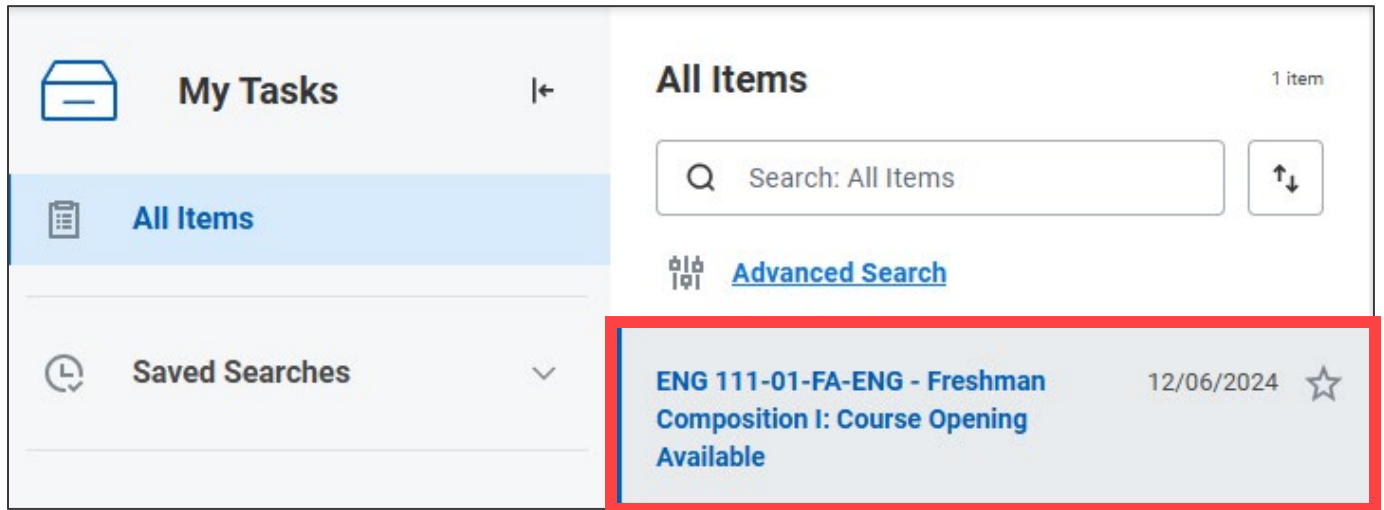 My Tasks
All Items
Saved Searches
All Items
1 item
Search: All Items
Advanced Search
ENG 111-01-FA-ENG - Freshman
Composition I: Course Opening
Available
12/06/2024